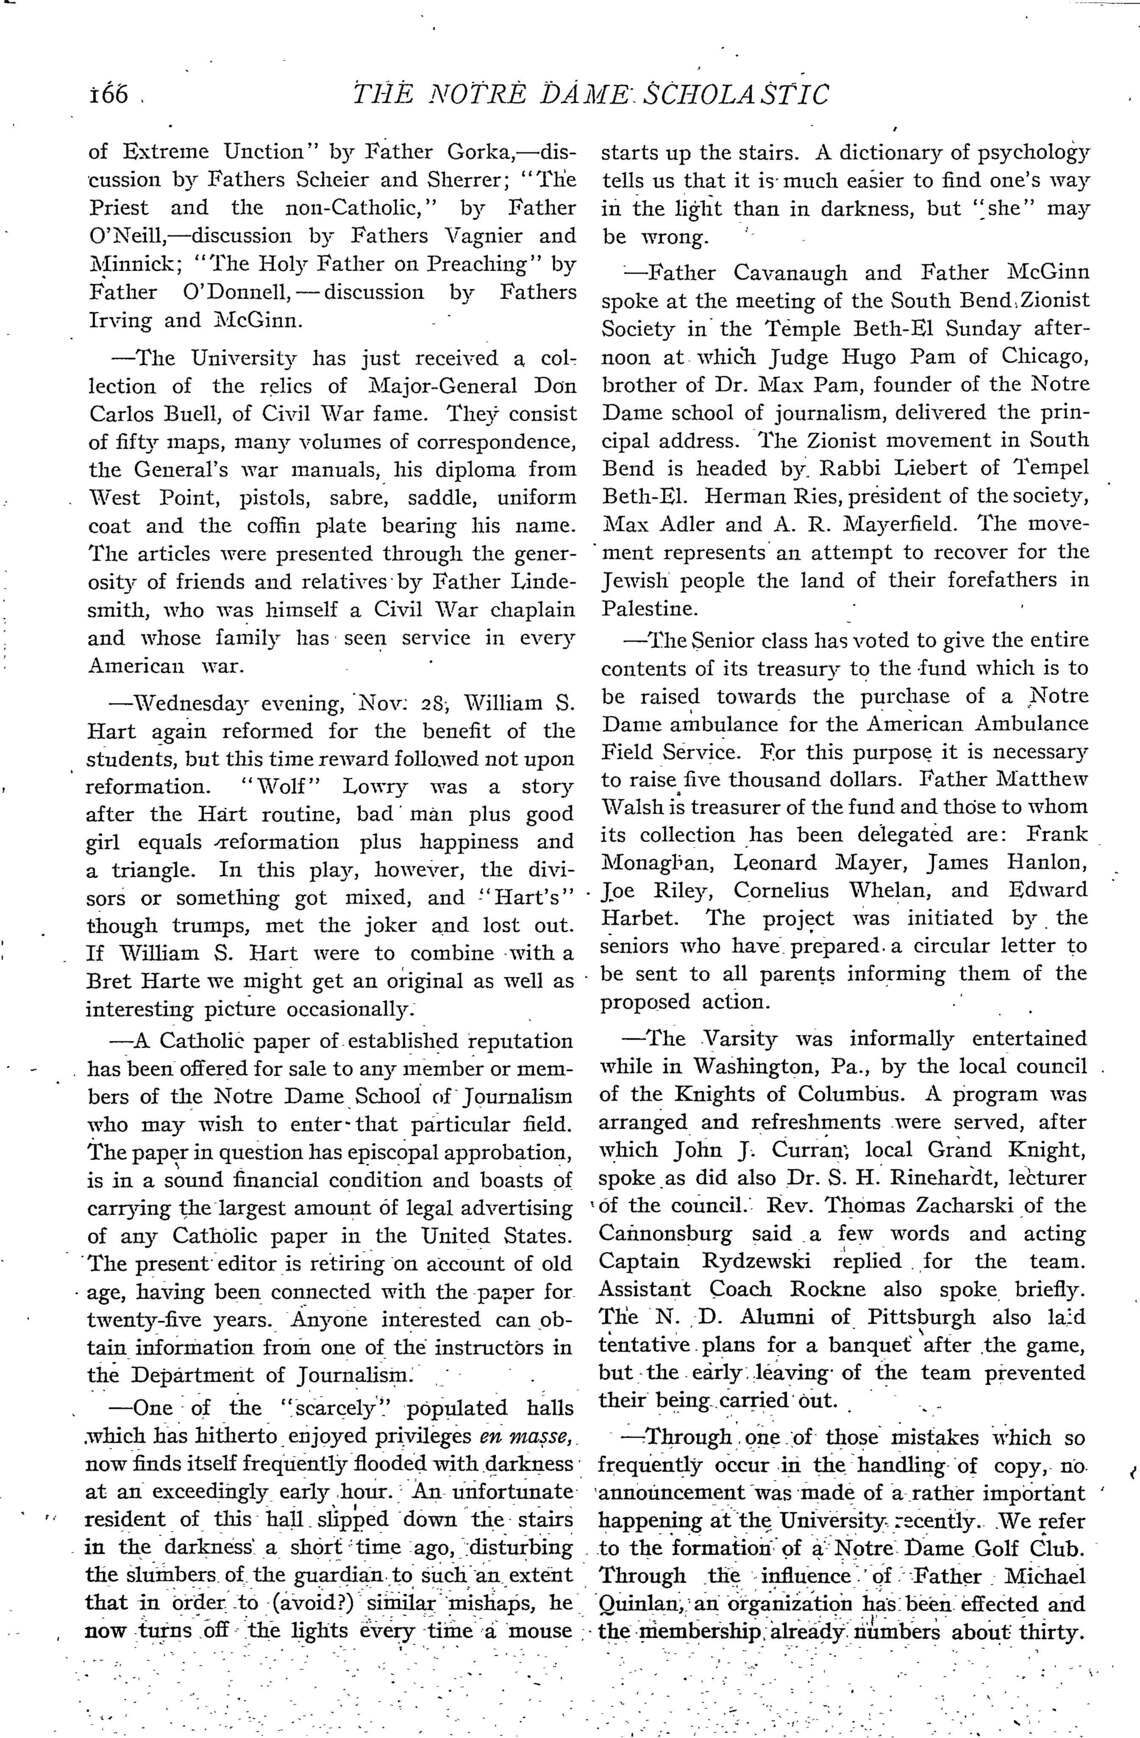 166
THE NOTRE DAME SCHOLASTIC
of Extreme Unction" by Father Gorka,—dis-
cussion by Fathers Scheier and Sherrer; "The
Priest and the non-Catholic," by Father
O'Neill,—discussion by Fathers Vagnier and
Minnick; "The Holy Father on Preaching" by
Father O'Donnell,—discussion by Fathers
Irving and McGinn.
—The University has just received a col-
lection of the relics of Major-General Don
Carlos Buell, of Civil War fame. They consist
of fifty maps, many volumes of correspondence,
the General's war manuals, his diploma from
West Point, pistols, sabre, saddle, uniform
coat and the coffin plate bearing his name.
The articles were presented through the gener-
osity of friends and relatives by Father Linde-
smith, who was himself a Civil War chaplain
and whose family has seen service in every
American war.
—Wednesday evening, Nov. 28, William S.
Hart again reformed for the benefit of the
students, but this time reward followed not upon
reformation. "Wolf" Lowry was a story
after the Hart routine, bad man plus good
girl equals reformation plus happiness and
a triangle. In this play, however, the divi-
sors or something got mixed, and "Hart's"
though trumps, met the joker and lost out.
If William S. Hart were to combine with a
Bret Harte we might get an original as well as
interesting picture occasionally.
—A Catholic paper of established reputation
has been offered for sale to any member or mem-
bers of the Notre Dame School of Journalism
who may wish to enter that particular field.
The paper in question has episcopal approbation,
is in a sound financial condition and boasts of
carrying the largest amount of legal advertising
of any Catholic paper in the United States.
The present editor is retiring on account of old
age, having been connected with the paper for
twenty-five years. Anyone interested can ob-
tain information from one of the instructors in
the Department of Journalism.
—One of the "scarcely" populated halls
which has hitherto enjoyed privileges en masse,
now finds itself frequently flooded with darkness
at an exceedingly early hour. An unfortunate
resident of this hall slipped down the stairs
in the darkness a short time ago, disturbing
the slumbers of the guardian to such an extent
that in order to (avoid?) similar mishaps, he
now turns off the lights every time a mouse
starts up the stairs. A dictionary of psychology
tells us that it is much easier to find one's way
in the light than in darkness, but "she" may
be wrong.
—Father Cavanaugh and Father McGinn
spoke at the meeting of the South Bend Zionist
Society in the Temple Beth-El Sunday after-
noon at which Judge Hugo Pam of Chicago,
brother of Dr. Max Pam, founder of the Notre
Dame school of journalism, delivered the prin-
cipal address. The Zionist movement in South
Bend is headed by Rabbi Liebert of Tempel
Beth-El. Herman Ries, president of the society,
Max Adler and A. R. Mayerfield. The move-
ment represents an attempt to recover for the
Jewish people the land of their forefathers in
Palestine.
—The Senior class has voted to give the entire
contents of its treasury to the fund which is to
be raised towards the purchase of a Notre
Dame ambulance for the American Ambulance
Field Service. For this purpose it is necessary
to raise five thousand dollars. Father Matthew
Walsh is treasurer of the fund and those to whom
its collection has been delegated are: Frank
Monaghan, Leonard Mayer, James Hanlon,
Joe Riley, Cornelius Whelan, and Edward
Harbet. The project was initiated by the
seniors who have prepared a circular letter to
be sent to all parents informing them of the
proposed action.
—The Varsity was informally entertained
while in Washington, Pa., by the local council
of the Knights of Columbus. A program was
arranged and refreshments were served, after
which John J. Curran, local Grand Knight,
spoke as did also Dr. S. H. Rinehardt, lecturer
of the council. Rev. Thomas Zacharski of the
Cannonsburg said a few words and acting
Captain Rydzewski replied for the team.
Assistant Coach Rockne also spoke briefly.
The N. D. Alumni of Pittsburgh also laid
tentative plans for a banquet after the game,
but the early leaving of the team prevented
their being carried out.
—Through one of those mistakes which so
frequently occur in the handling of copy, no
announcement was made of a rather important
happening at the University recently. We refer
to the formation of a Notre Dame Golf Club.
Through the influence of Father Michael
Quinlan, an organization has been effected and
the membership already numbers about thirty.